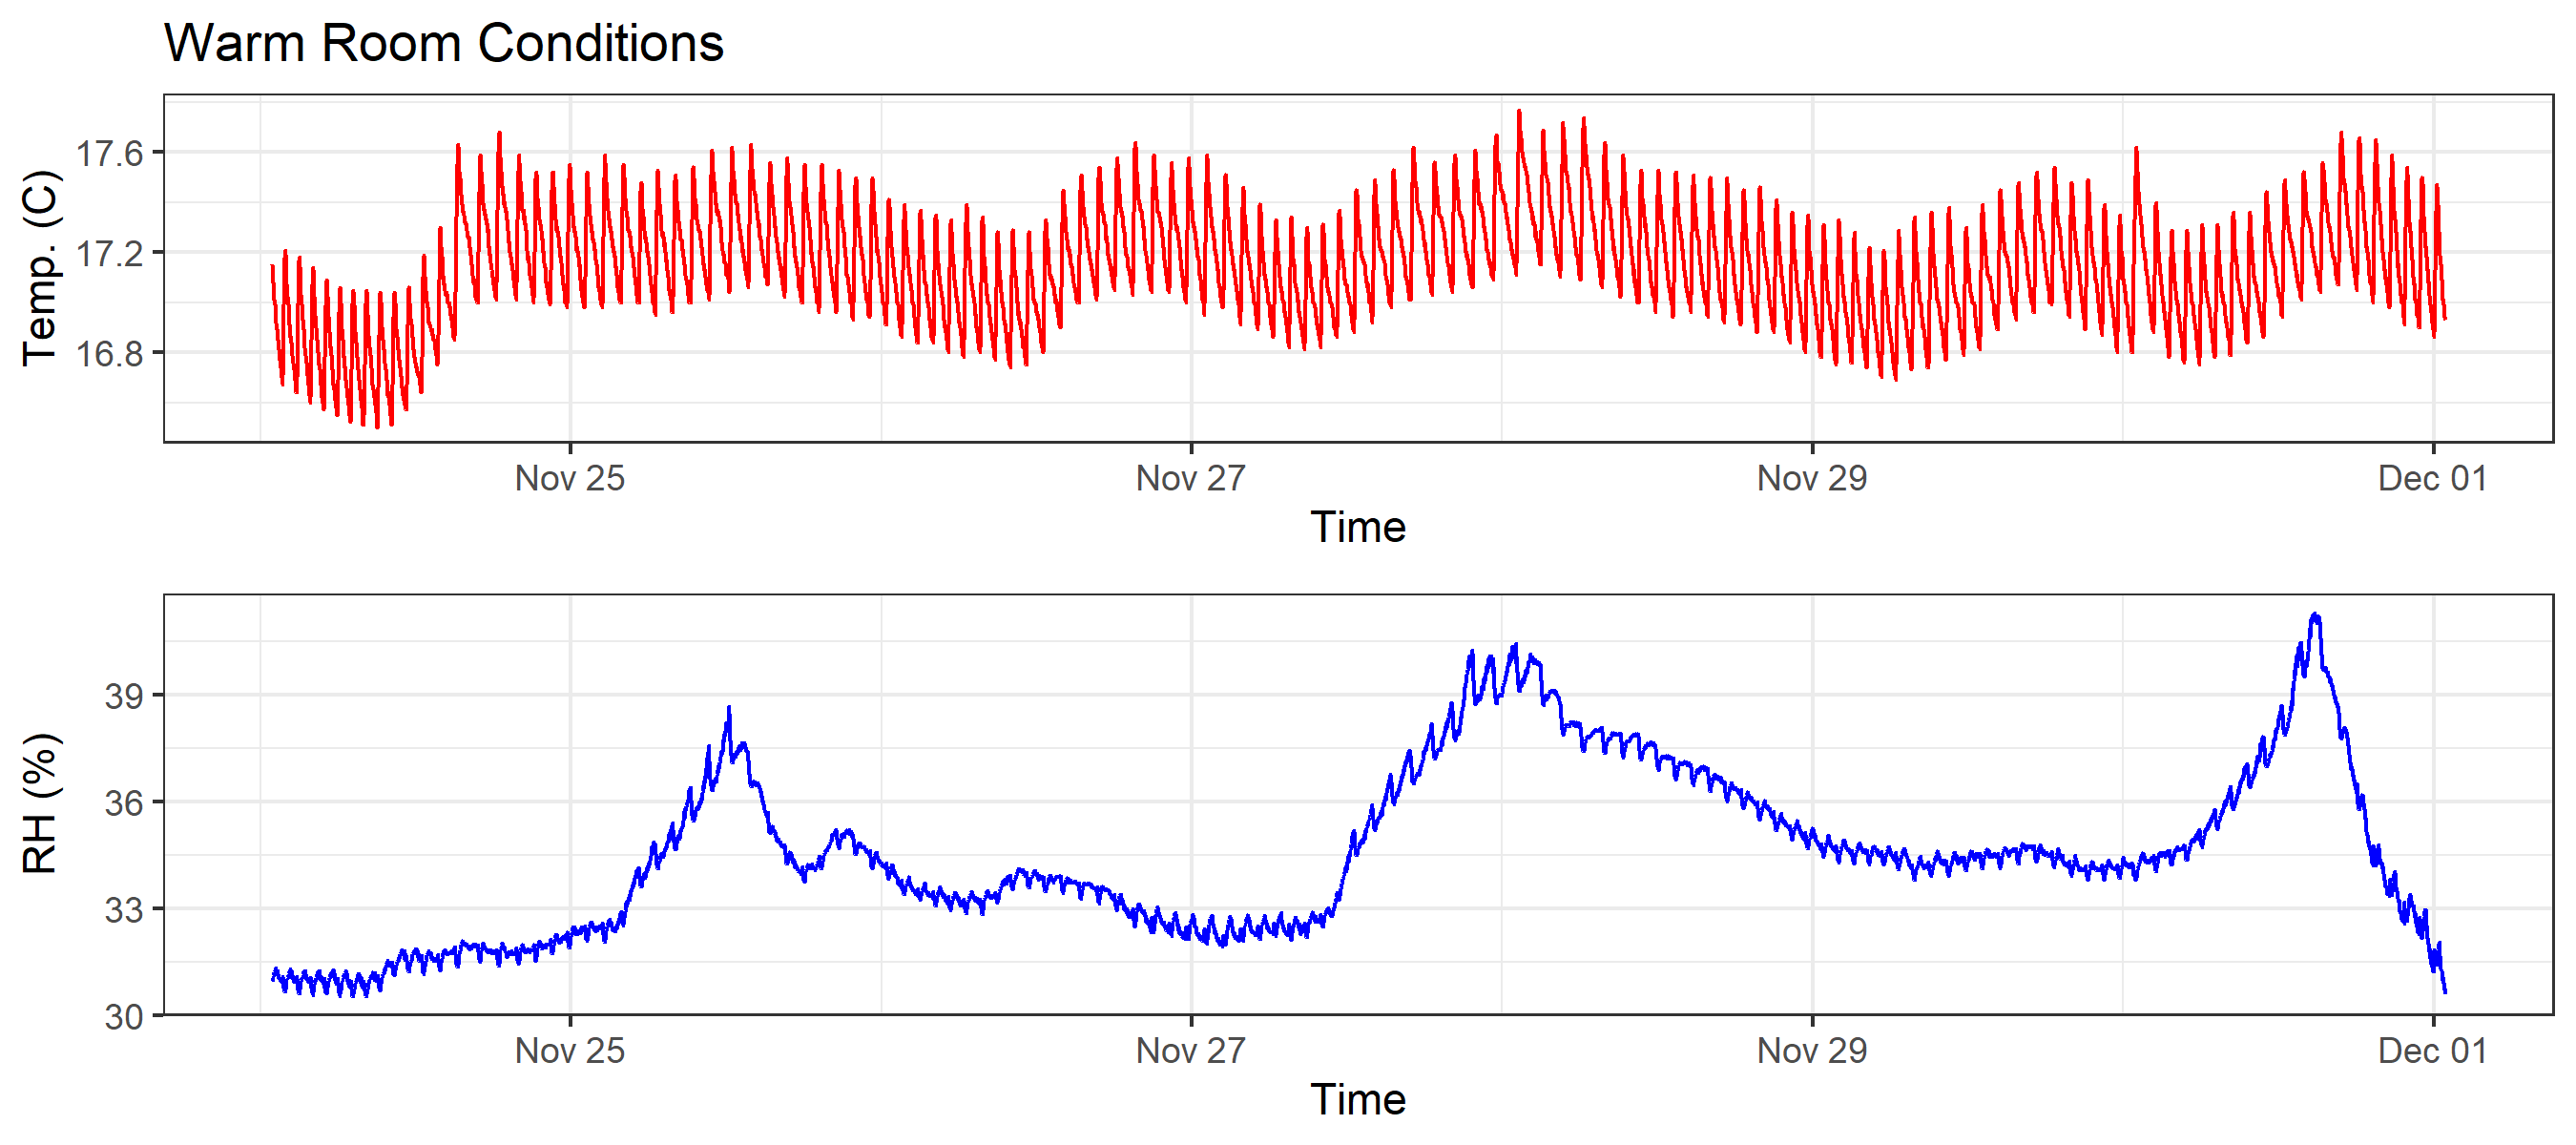 Warm Room Conditions
Temp. (C)
17.6
17.2
16.8
Nov 25 Nov 27 Nov 29 Dec 01
Time
RH (%)
39
36
33
30
Nov 25 Nov 27 Nov 29 Dec 01
Time